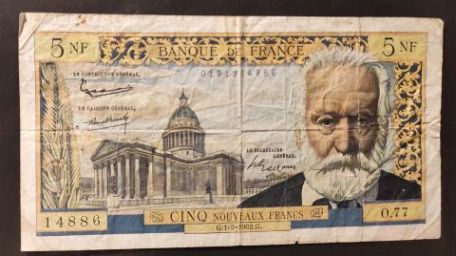 5 NF
5 NF
BANQUE DE FRANCE
LE CONTRÔLEUR GÉNÉRAL,
LE CAISSIER GÉNÉRAL,
LE SECRÉTAIRE
GÉNÉRAL,
14886
CINQ NOUVEAUX FRANCS
O.77
G.1-2-1962.G.